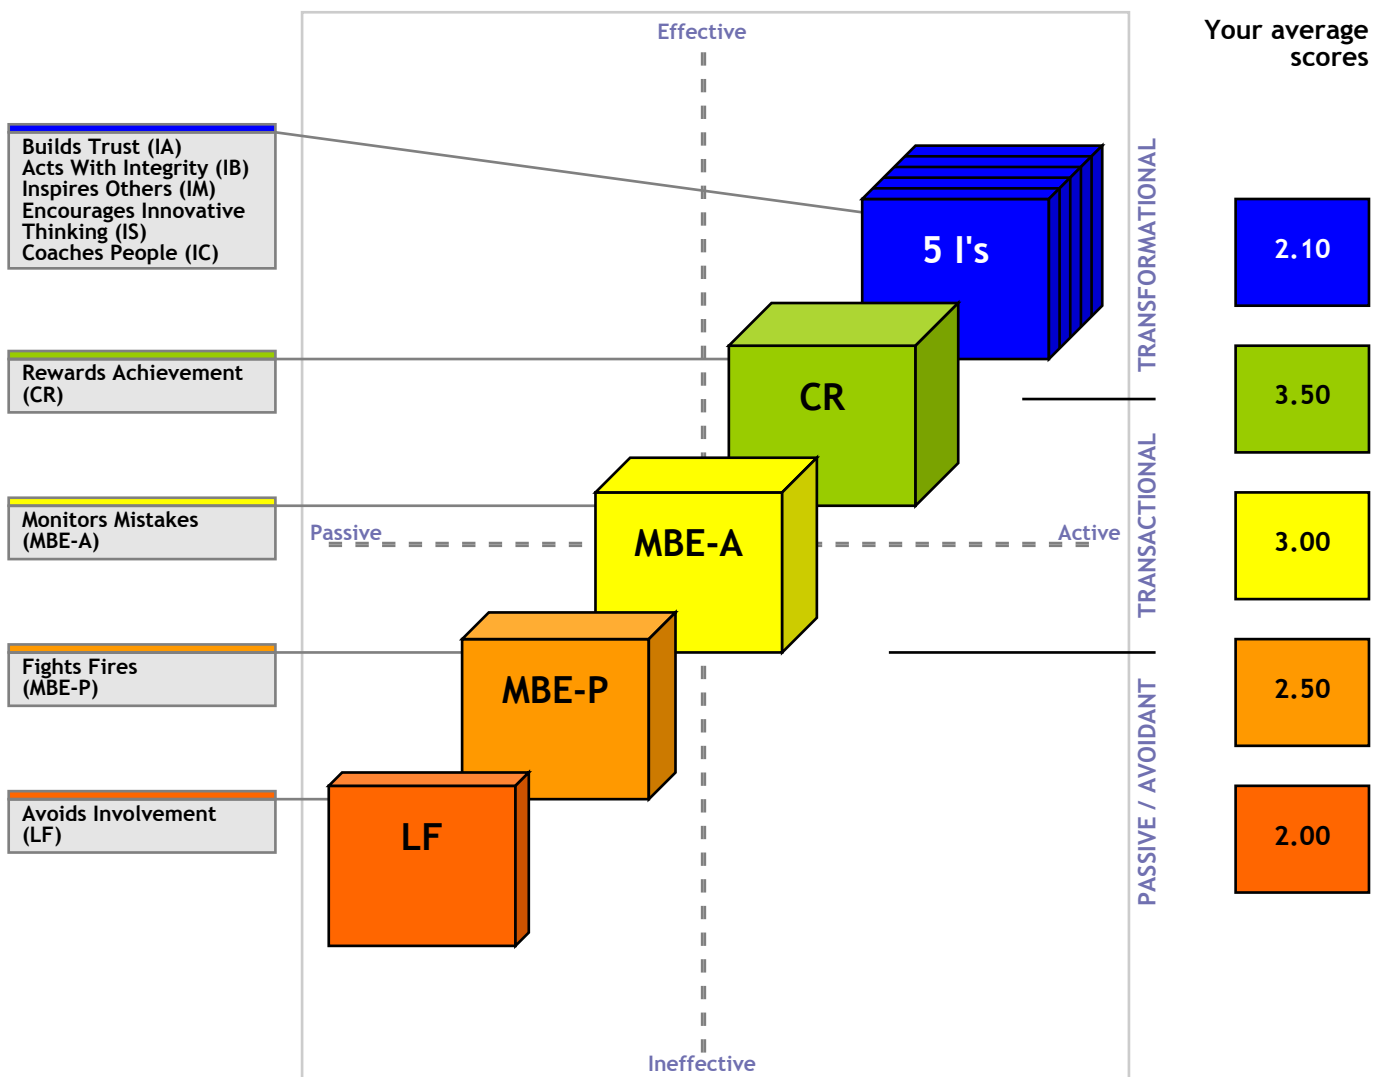 Effective
Your average
scores
Builds Trust (IA)
Acts With Integrity (IB)
Inspires Others (IM)
Encourages Innovative
Thinking (IS)
Coaches People (IC)
5 I's
TRANSFORMATIONAL
2.10
Rewards Achievement
(CR)
CR
3.50
Monitors Mistakes
(MBE-A)
Passive
MBE-A
Active
TRANSACTIONAL
3.00
Fights Fires
(MBE-P)
MBE-P
2.50
Avoids Involvement
(LF)
LF
PASSIVE / AVOIDANT
2.00
Ineffective